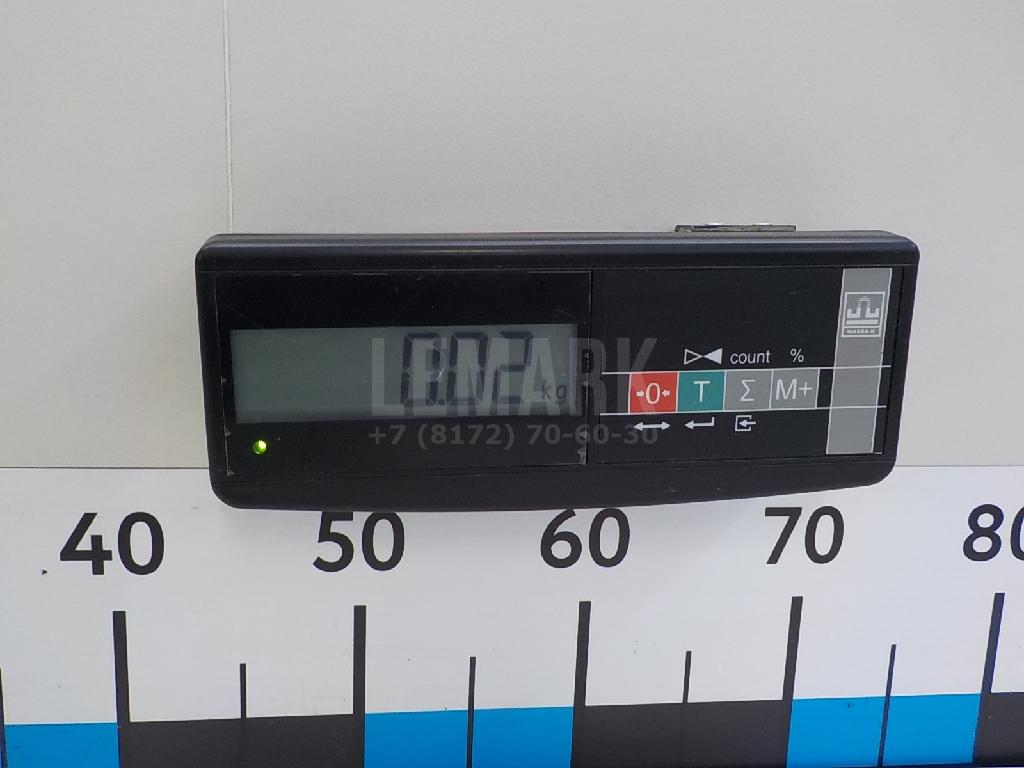 LEMARK
+7 (8172) 70-60-30
0.02 kg
count %
→0← T Σ M+
MASSA-K
40 50 60 70 80